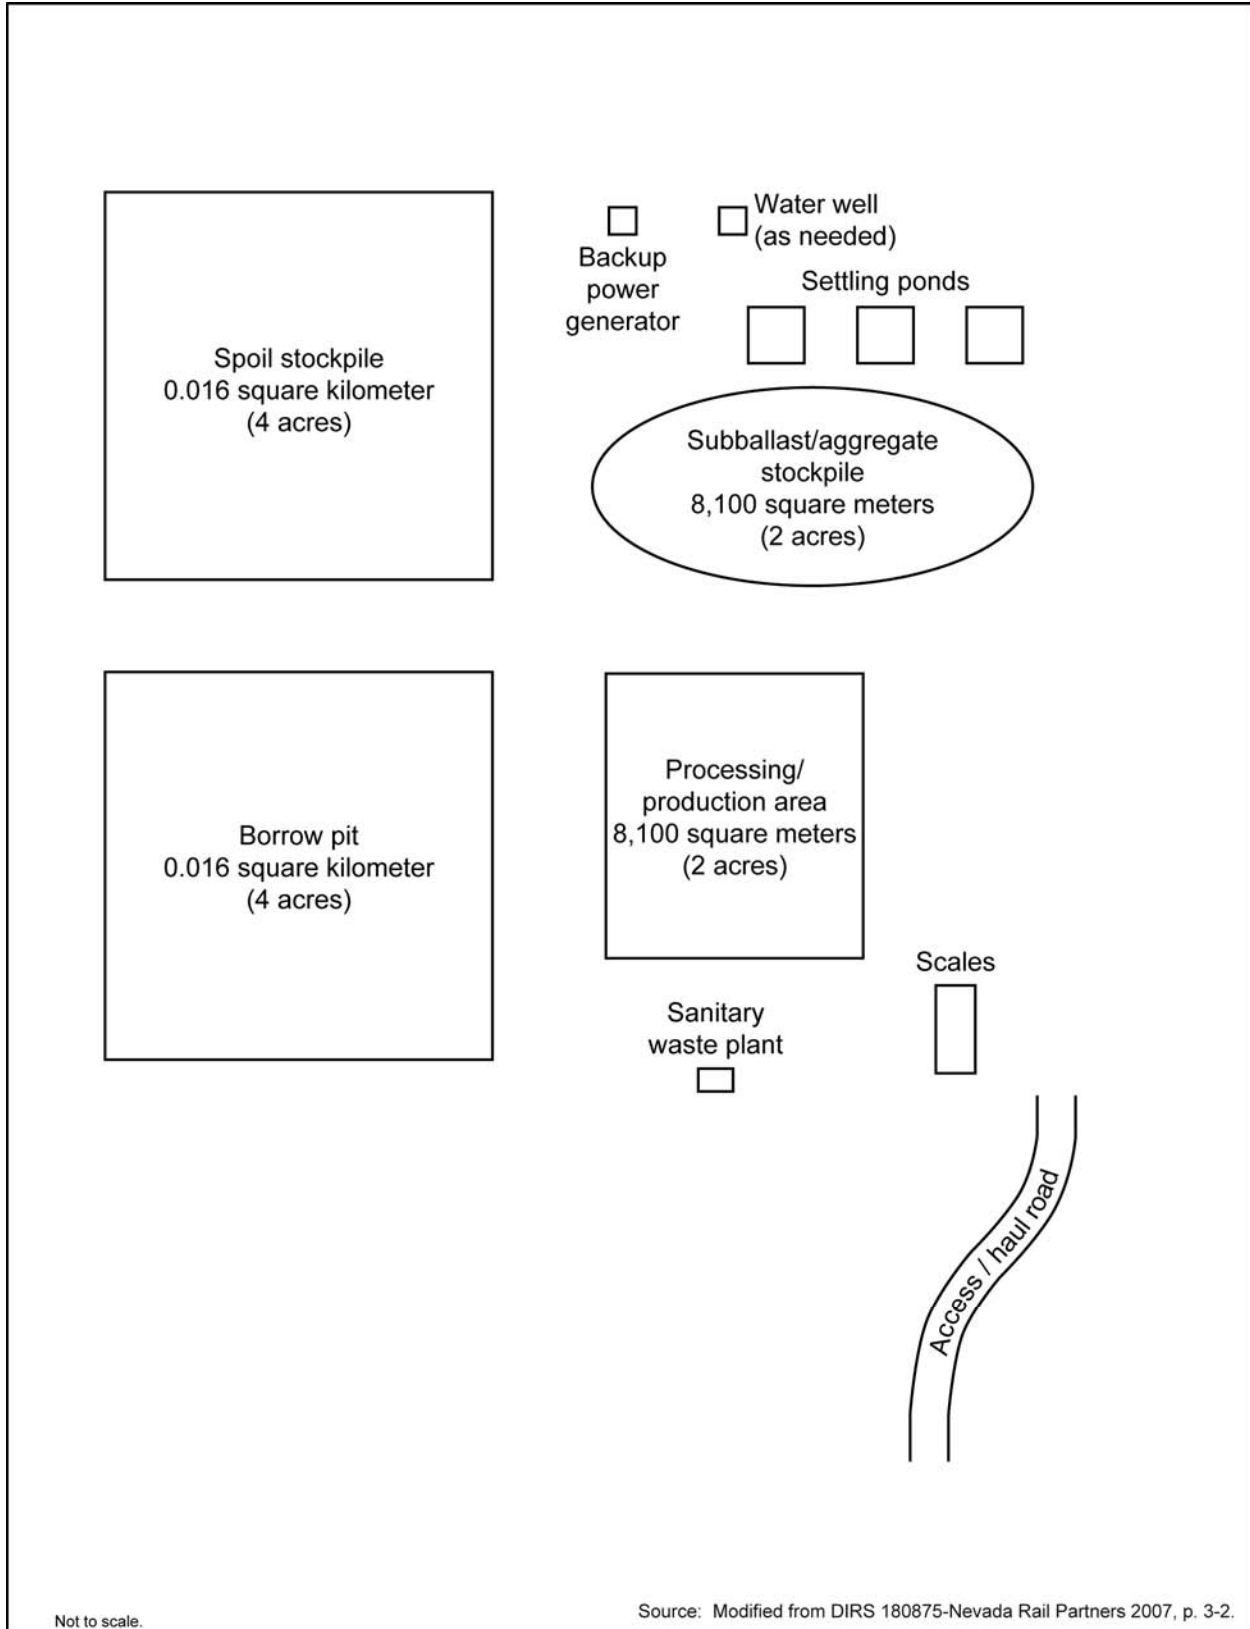 Water well
(as needed)
Backup
power
generator
Settling ponds
Spoil stockpile
0.016 square kilometer
(4 acres)
Subballast/aggregate
stockpile
8,100 square meters
(2 acres)
Borrow pit
0.016 square kilometer
(4 acres)
Processing/
production area
8,100 square meters
(2 acres)
Scales
Sanitary
waste plant
Access / haul road
Not to scale.
Source: Modified from DIRS 180875-Nevada Rail Partners 2007, p. 3-2.